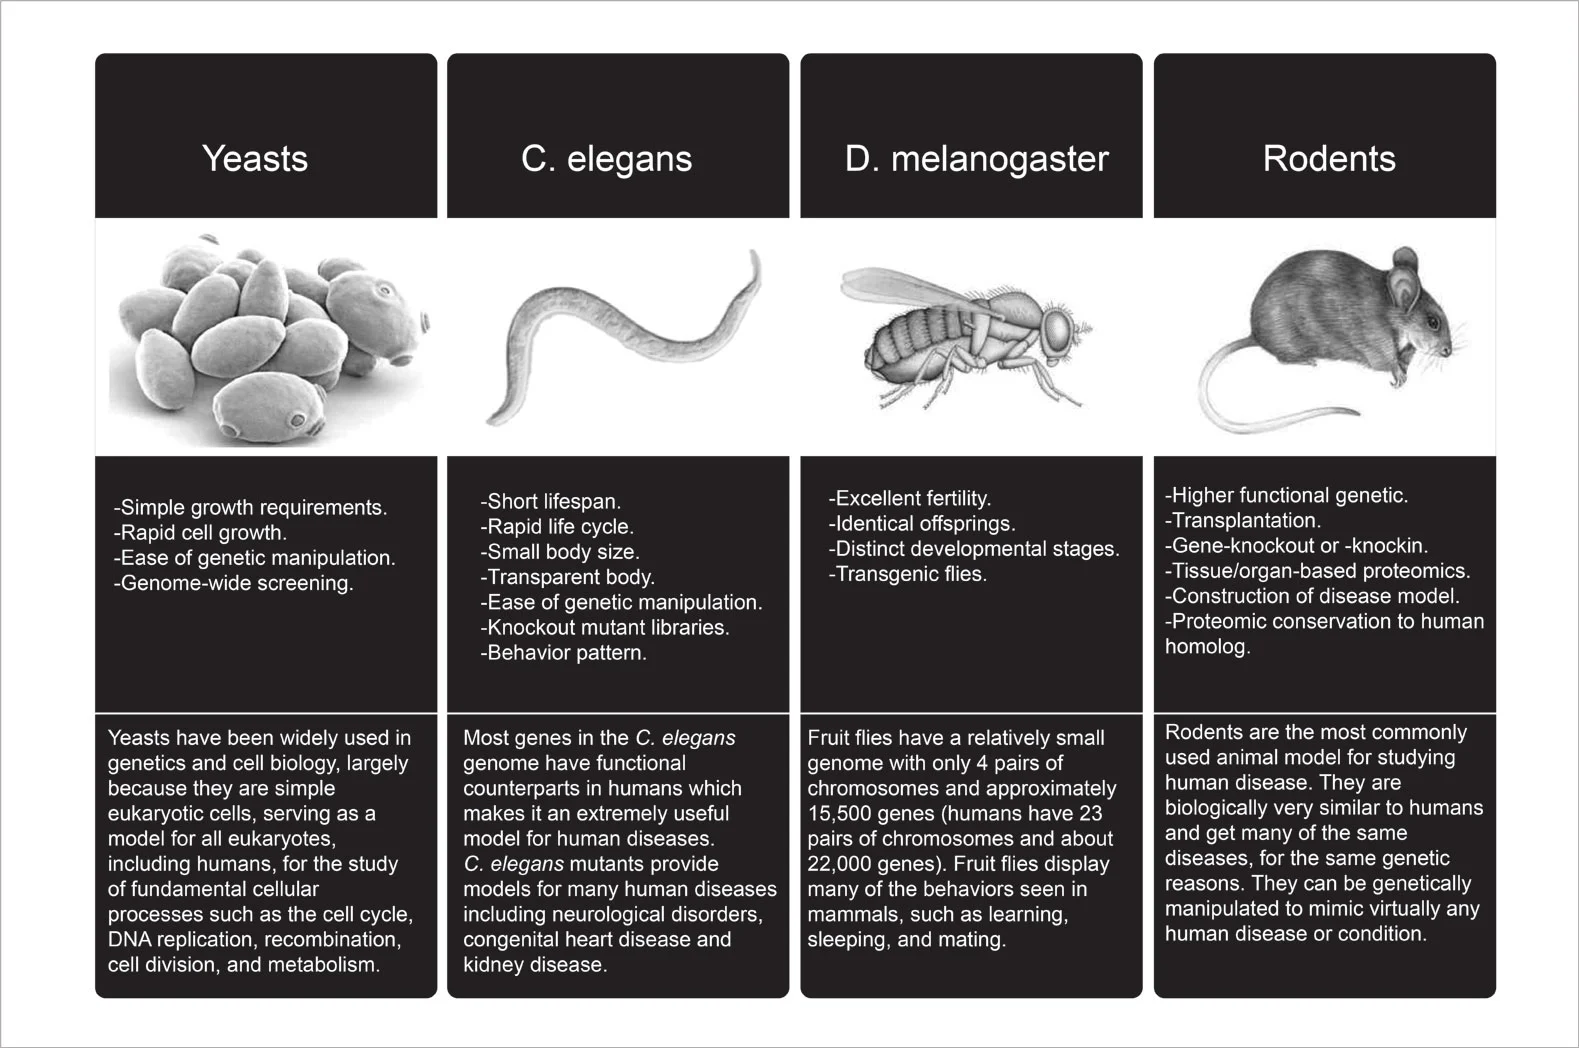 Yeasts
C. elegans
D. melanogaster
Rodents
-Simple growth requirements.
-Rapid cell growth.
-Ease of genetic manipulation.
-Genome-wide screening.
-Short lifespan.
-Rapid life cycle.
-Small body size.
-Transparent body.
-Ease of genetic manipulation.
-Knockout mutant libraries.
-Behavior pattern.
-Excellent fertility.
-Identical offsprings.
-Distinct developmental stages.
-Transgenic flies.
-Higher functional genetic.
-Transplantation.
-Gene-knockout or -knockin.
-Tissue/organ-based proteomics.
-Construction of disease model.
-Proteomic conservation to human
homolog.
Yeasts have been widely used in
genetics and cell biology, largely
because they are simple
eukaryotic cells, serving as a
model for all eukaryotes,
including humans, for the study
of fundamental cellular
processes such as the cell cycle,
DNA replication, recombination,
cell division, and metabolism.
Most genes in the C. elegans
genome have functional
counterparts in humans which
makes it an extremely useful
model for human diseases.
C. elegans mutants provide
models for many human diseases
including neurological disorders,
congenital heart disease and
kidney disease.
Fruit flies have a relatively small
genome with only 4 pairs of
chromosomes and approximately
15,500 genes (humans have 23
pairs of chromosomes and about
22,000 genes). Fruit flies display
many of the behaviors seen in
mammals, such as learning,
sleeping, and mating.
Rodents are the most commonly
used animal model for studying
human disease. They are
biologically very similar to humans
and get many of the same
diseases, for the same genetic
reasons. They can be genetically
manipulated to mimic virtually any
human disease or condition.